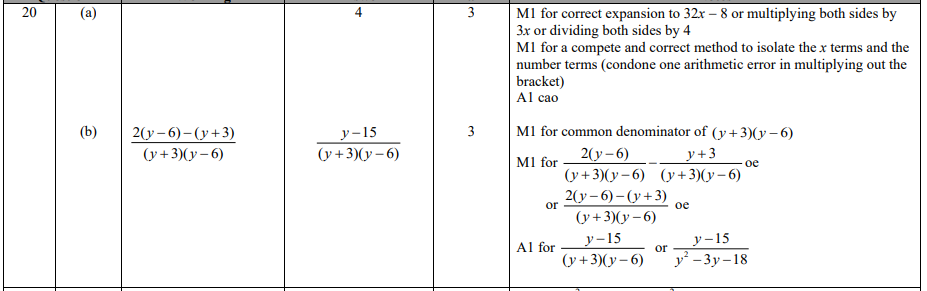 20 (a) 4 3 M1 for correct expansion to 32x – 8 or multiplying both sides by
3x or dividing both sides by 4
M1 for a compete and correct method to isolate the x terms and the
number terms (condone one arithmetic error in multiplying out the
bracket)
A1 cao
(b) 2(y−6)−(y+3) / (y+3)(y−6) y−15 / (y+3)(y−6) 3 M1 for common denominator of (y+3)(y−6)
M1 for 2(y−6) / (y+3)(y−6) − y+3 / (y+3)(y−6) oe
or 2(y−6)−(y+3) / (y+3)(y−6) oe
A1 for y−15 / (y+3)(y−6) or y−15 / y²−3y−18